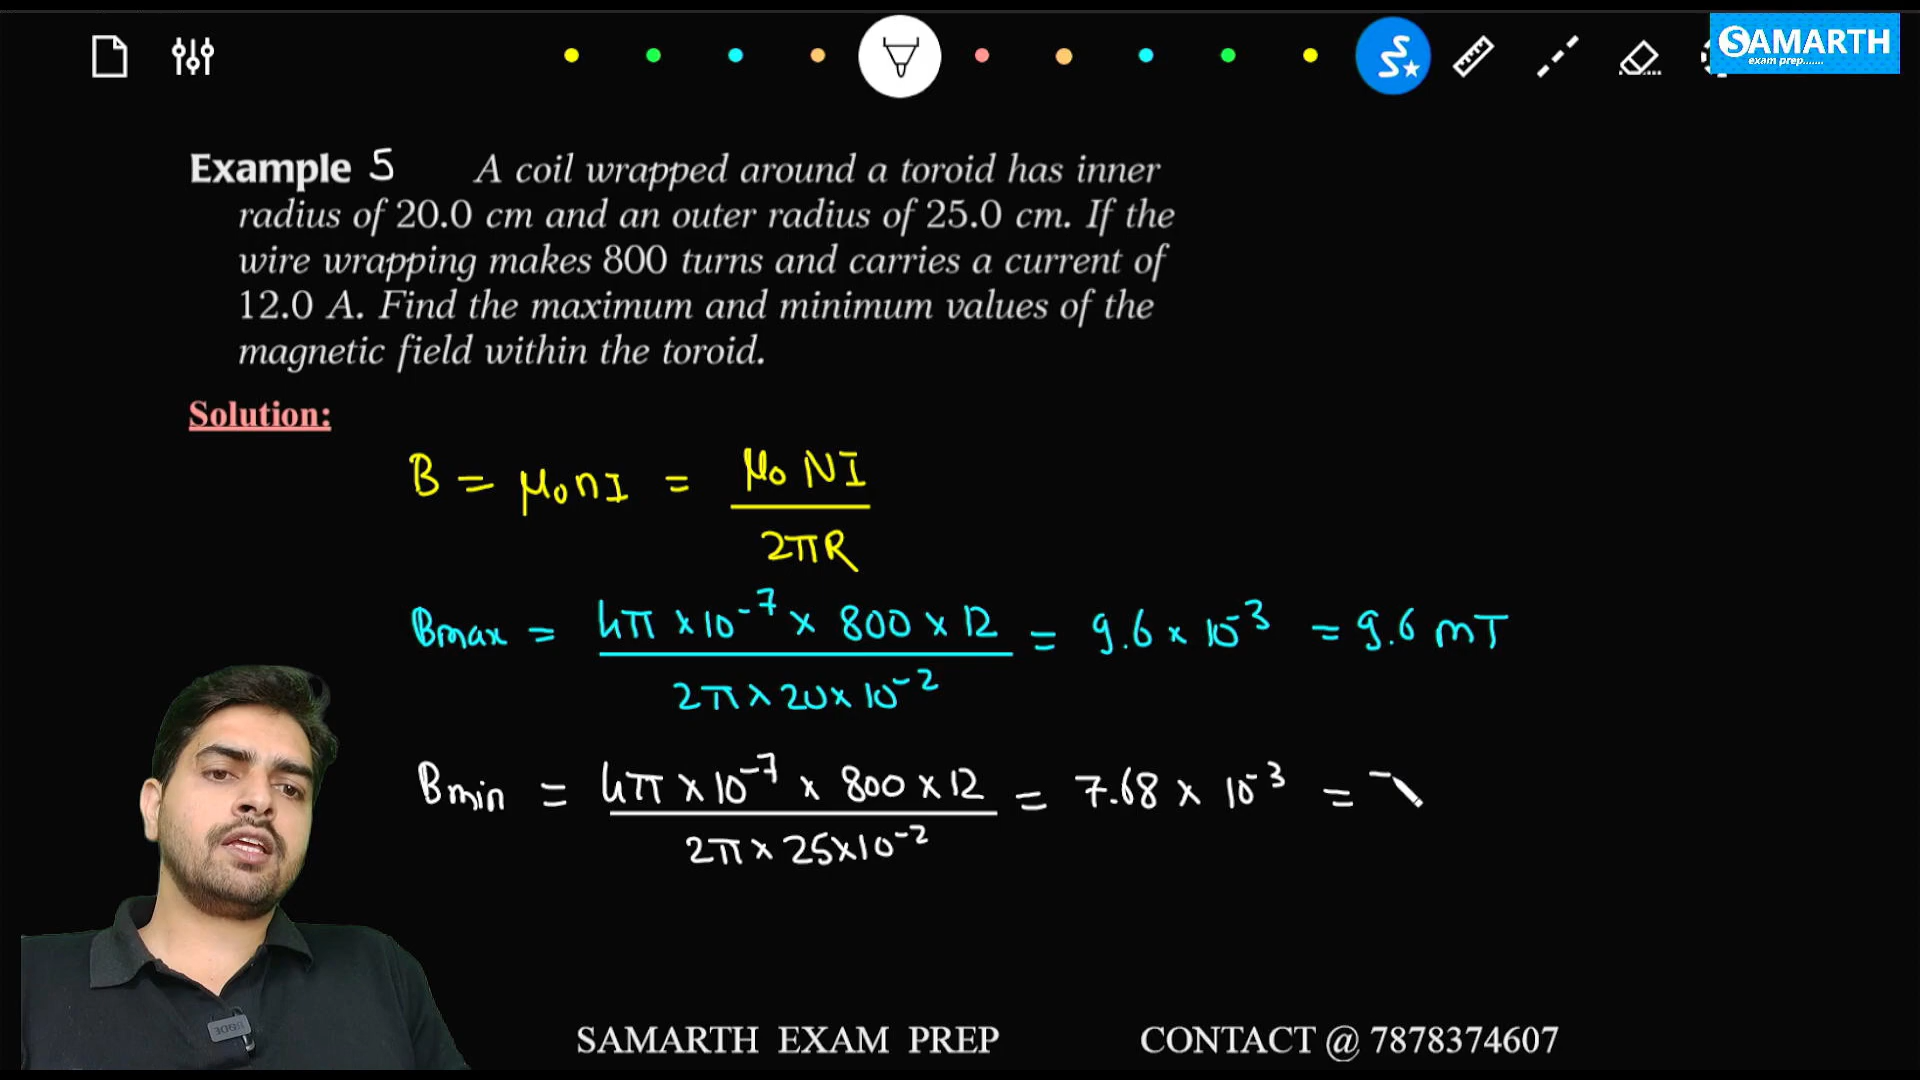 SAMARTH
exam prep......
Example 5 A coil wrapped around a toroid has inner
radius of 20.0 cm and an outer radius of 25.0 cm. If the
wire wrapping makes 800 turns and carries a current of
12.0 A. Find the maximum and minimum values of the
magnetic field within the toroid.
Solution:
B = μ₀nI = μ₀NI / 2πR
Bmax = 4π × 10⁻⁷ × 800 × 12 / 2π × 20 × 10⁻² = 9.6 × 10⁻³ = 9.6 mT
Bmin = 4π × 10⁻⁷ × 800 × 12 / 2π × 25 × 10⁻² = 7.68 × 10⁻³ =
SAMARTH EXAM PREP CONTACT @ 7878374607